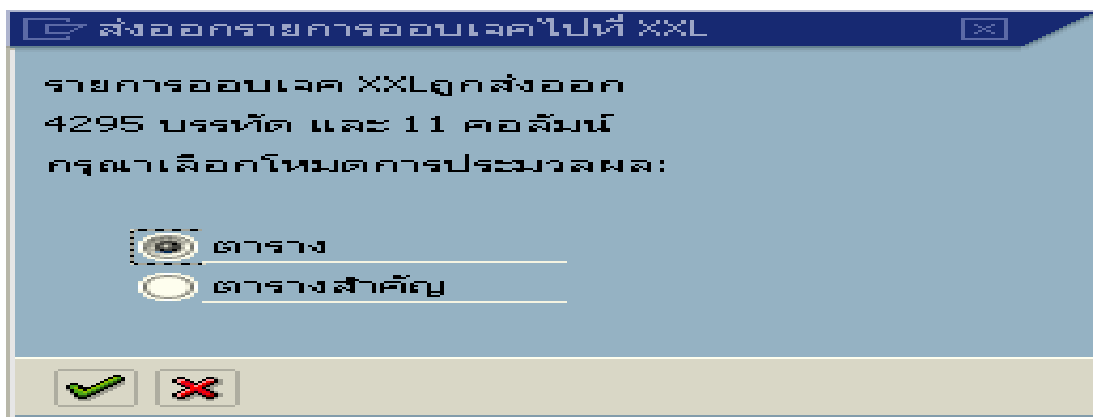 ส่งออกรายการออบเจคไปที่ XXL
รายการออบเจค XXLถูกส่งออก
4295 บรรทัด และ 11 คอลัมน์
กรุณาเลือกโหมดการประมวลผล:
ตาราง
ตารางสำคัญ